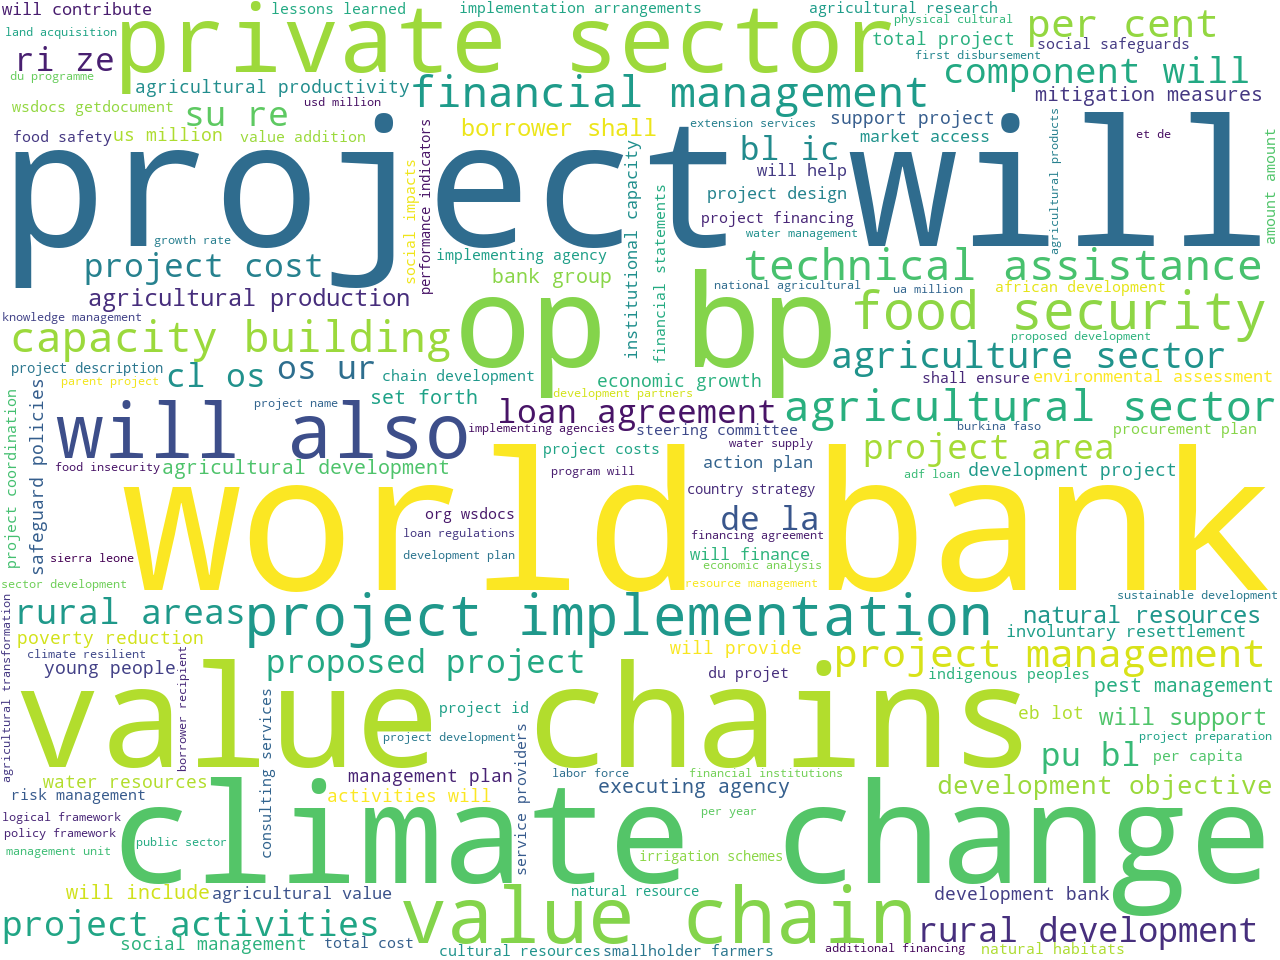 will contribute
lessons learned
implementation arrangements
agricultural research
private sector
physical cultural
per cent
land acquisition
ri ze
total project
social safeguards
first disbursement
du programme
agricultural productivity
financial management
component will
mitigation measures
wsdocs getdocument
su re
usd million
food safety
us million
value addition
borrower shall
extension services
support project
market access
et de
bl ic
will help
project will
project design
project financing
water management
agricultural products
amount amount
social impacts
performance indicators
institutional capacity
financial statements
growth rate
project cost
implementing agency
bank group
technical assistance
agricultural production
national agricultural
ua million
african development
knowledge management
op bp
food security
capacity building
proposed development
project description
cl os
os ur
chain development
economic growth
agriculture sector
parent project
set forth
development partners
shall ensure
environmental assessment
project coordination
safeguard policies
will also
project name
loan agreement
agricultural sector
implementing agencies
steering committee
burkina faso
procurement plan
water supply
food insecurity
agricultural development
project costs
action plan
project area
program will
adf loan
development project
country strategy
world bank
org wsdocs
de la
loan regulations
financing agreement
sierra leone
development plan
will finance
economic analysis
sector development
resource management
sustainable development
rural areas
project implementation
natural resources
poverty reduction
involuntary resettlement
climate resilient
young people
proposed project
will provide
project management
agricultural transformation
borrower recipient
du projet
indigenous peoples
value chains
pest management
consulting services
project id
service providers
eb lot
will support
project development
project preparation
pu bl
per capita
water resources
management plan
labor force
financial institutions
executing agency
development objective
risk management
activities will
logical framework
per year
policy framework
public sector
management unit
climate change
irrigation schemes
will include
agricultural value
natural resource
development bank
project activities
value chain
rural development
social management
total cost
cultural resources
smallholder farmers
additional financing
natural habitats